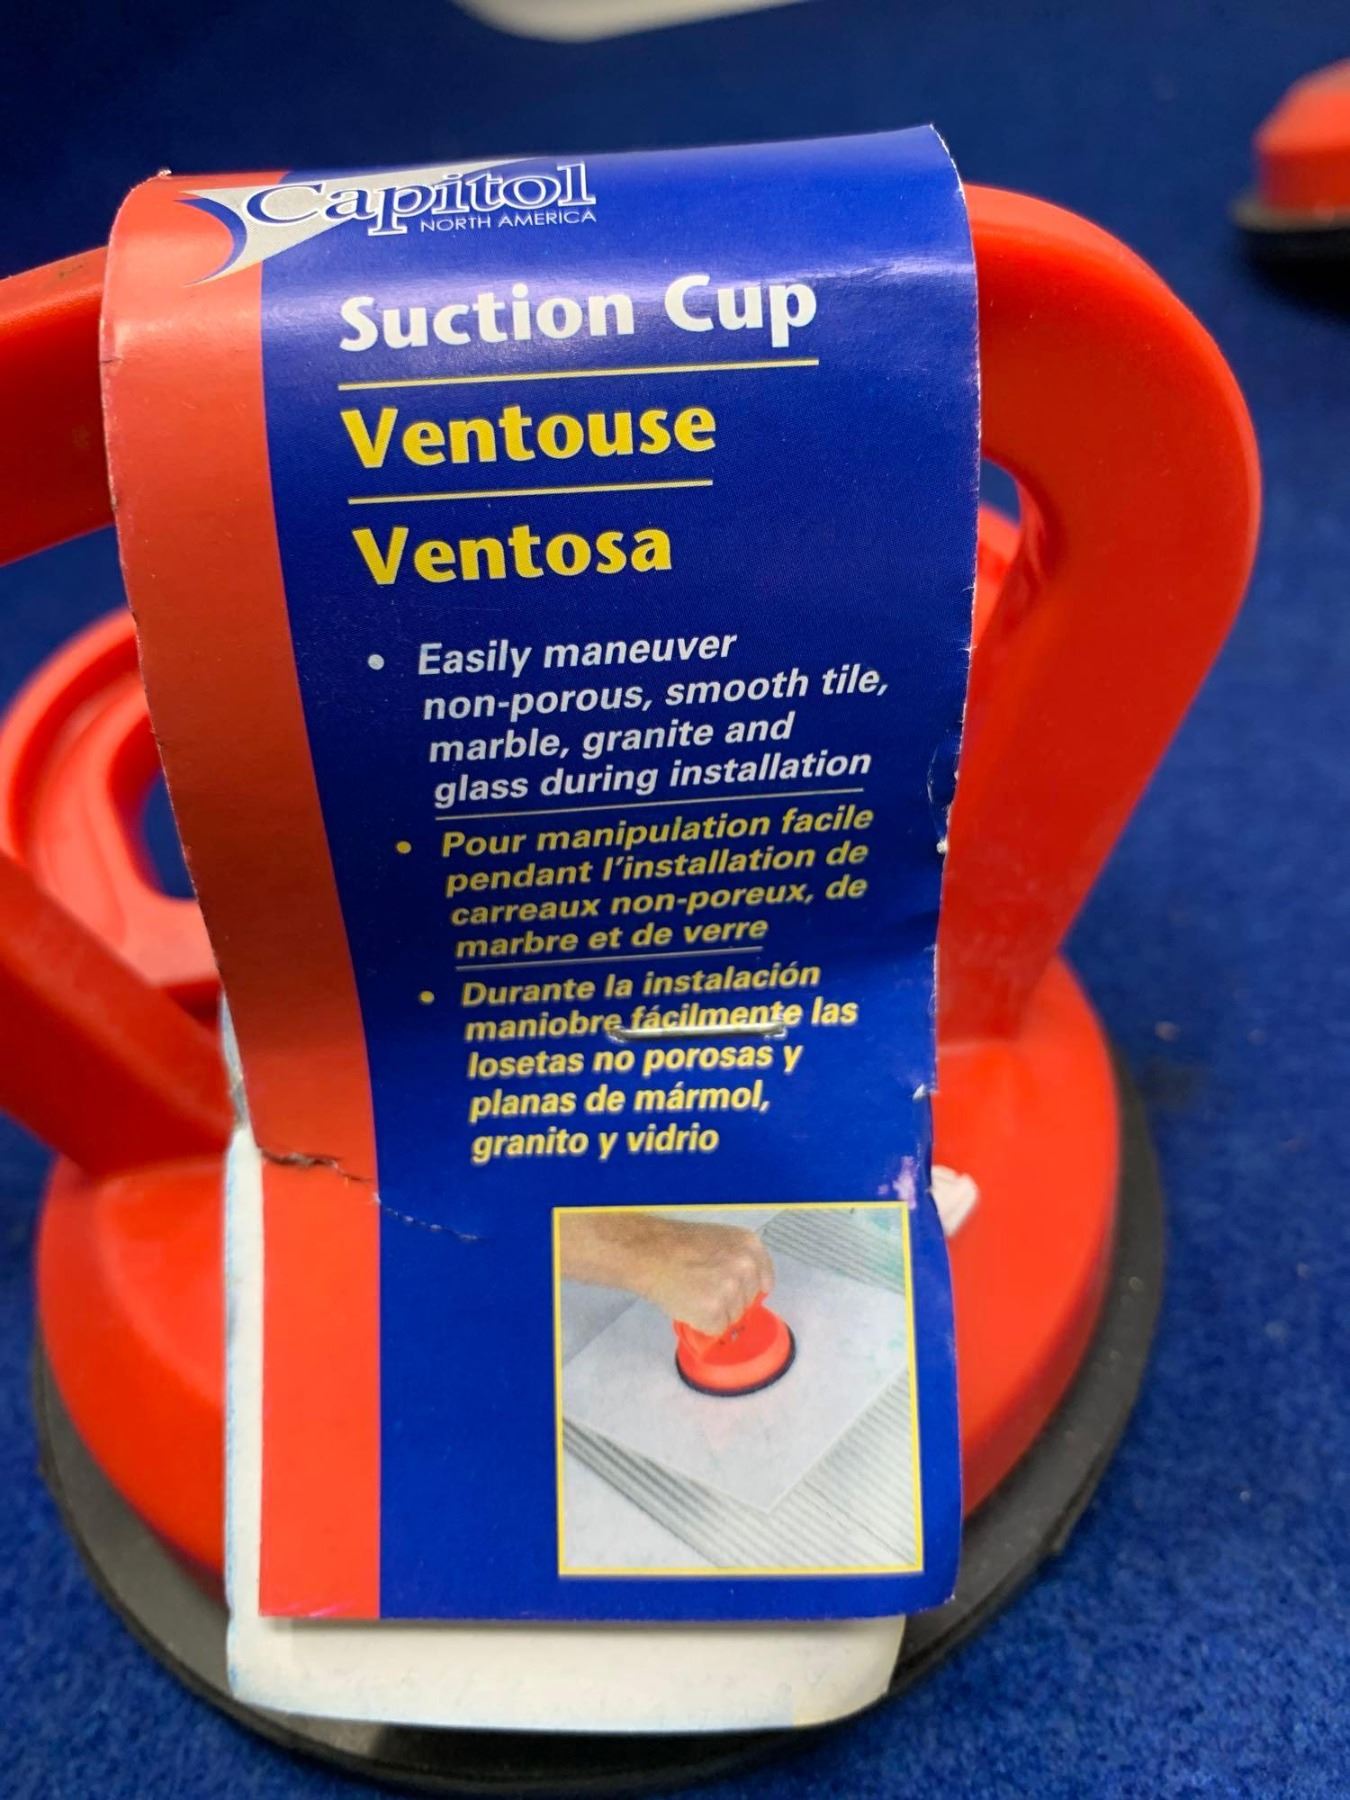 Capitol
NORTH AMERICA
Suction Cup
Ventouse
Ventosa
• Easily maneuver
non-porous, smooth tile,
marble, granite and
glass during installation
• Pour manipulation facile
pendant l'installation de
carreaux non-poreux, de
marbre et de verre
• Durante la instalación
maniobre fácilmente las
losetas no porosas y
planas de mármol,
granito y vidrio